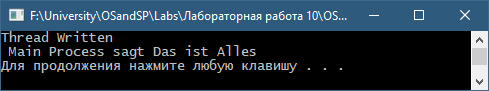 F:\University\OSandSP\Labs\Лабораторная работа 10\OS...
Thread Written
Main Process sagt Das ist Alles
Для продолжения нажмите любую клавишу . . .